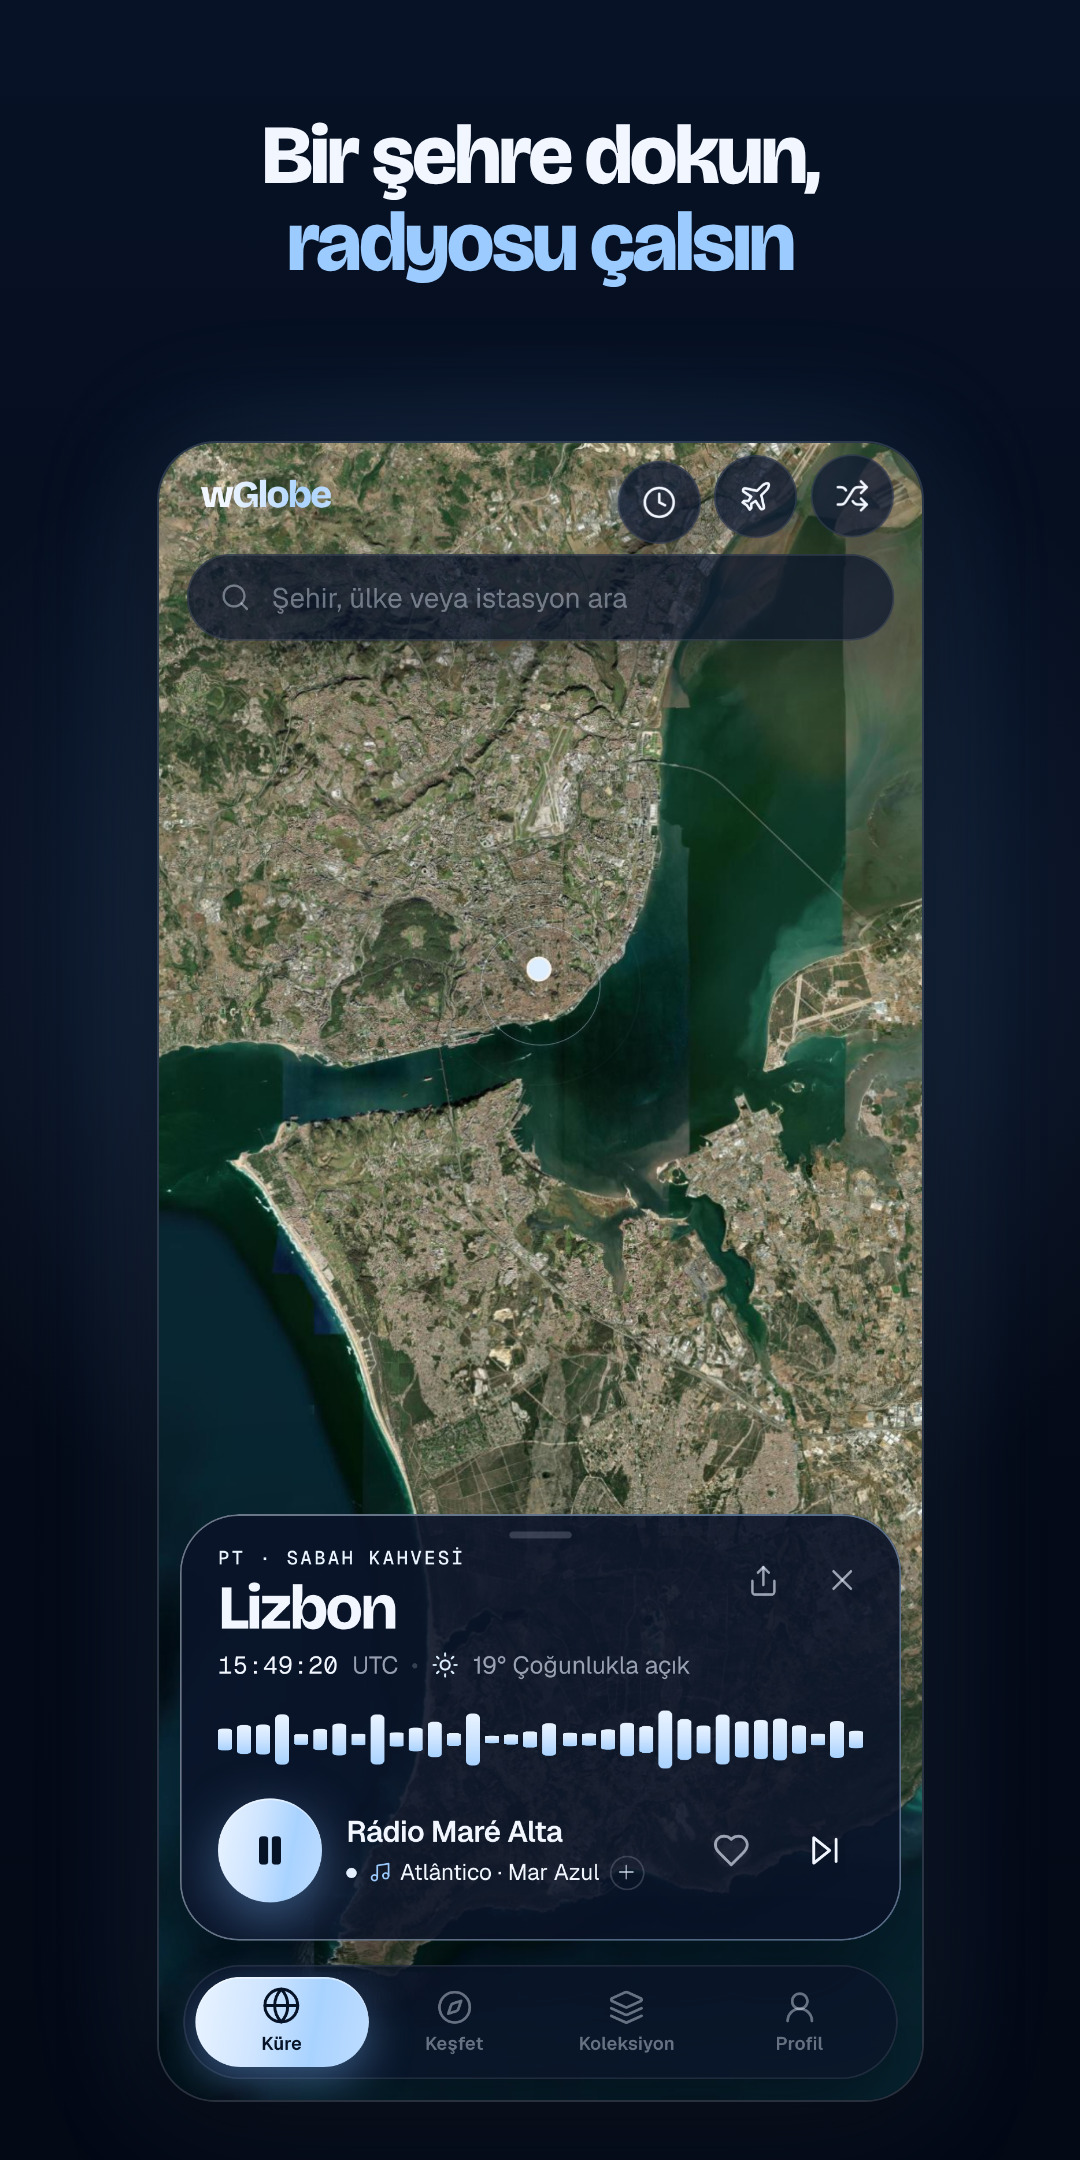 Bir şehre dokun,
radyosu çalsın
wGlobe
Şehir, ülke veya istasyon ara
PT · SABAH KAHVESİ
Lizbon
15:49:20 UTC • 19° Çoğunlukla açık
Rádio Maré Alta
Atlântico · Mar Azul
Küre
Keşfet
Koleksiyon
Profil